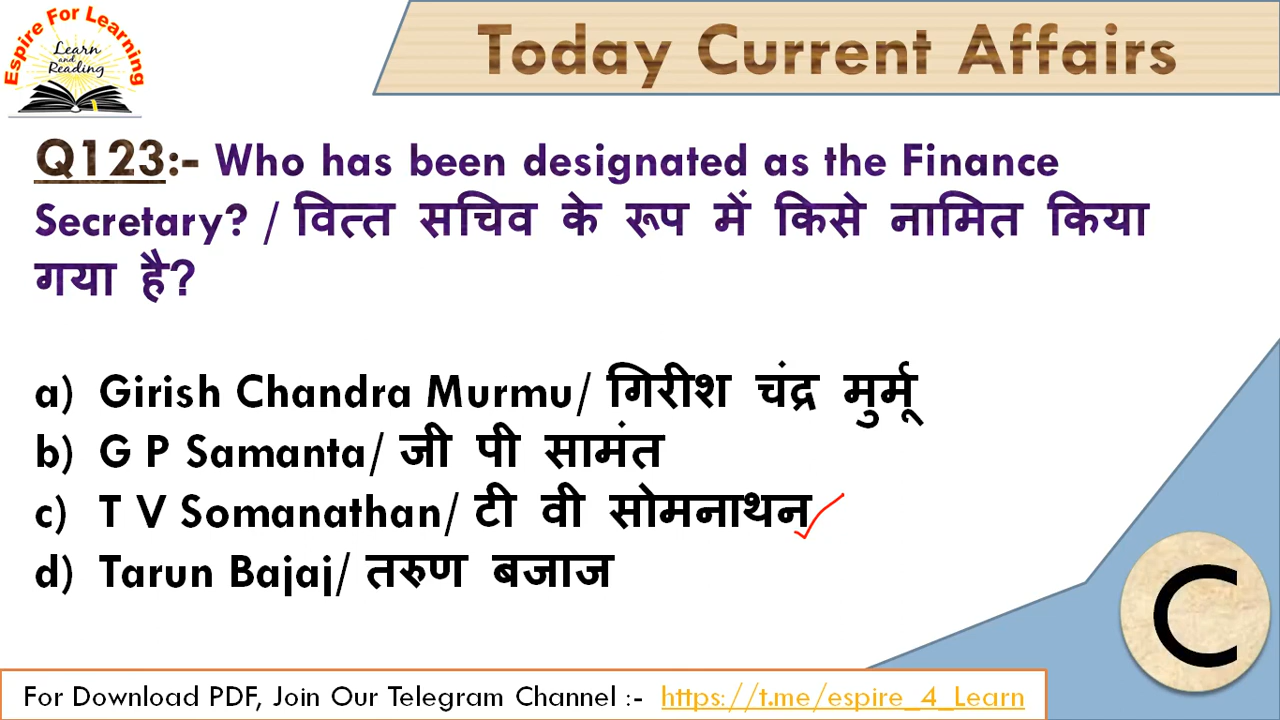 Espire For Learning
Learn
and
Reading
Today Current Affairs
Q123:- Who has been designated as the Finance
Secretary? / वित्त सचिव के रूप में किसे नामित किया
गया है?
a) Girish Chandra Murmu/ गिरीश चंद्र मुर्मू
b) G P Samanta/ जी पी सामंत
c) T V Somanathan/ टी वी सोमनाथन
d) Tarun Bajaj/ तरुण बजाज
C
For Download PDF, Join Our Telegram Channel :- https://t.me/espire_4_Learn